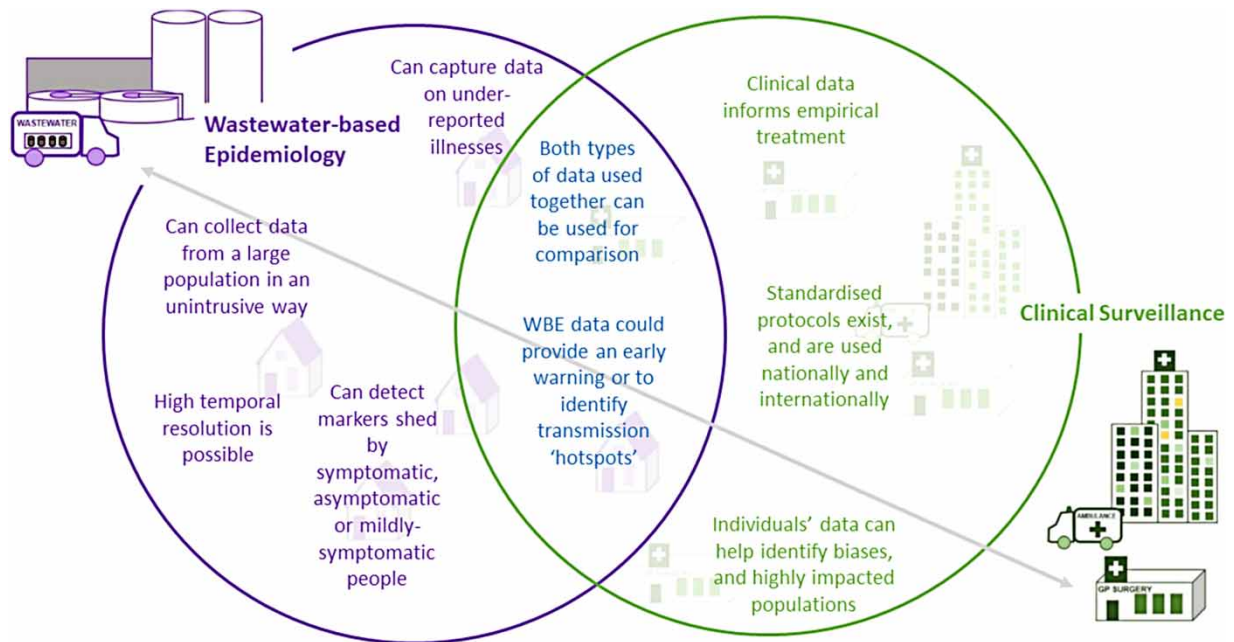 WASTEWATER
Wastewater-based
Epidemiology
Can capture data
on under-
reported
illnesses
Can collect data
from a large
population in an
unintrusive way
High temporal
resolution is
possible
Can detect
markers shed
by
symptomatic,
asymptomatic
or mildly-
symptomatic
people
Both types
of data used
together can
be used for
comparison
WBE data could
provide an early
warning or to
identify
transmission
‘hotspots’
Clinical data
informs empirical
treatment
Standardised
protocols exist,
and are used
nationally and
internationally
Individuals’ data can
help identify biases,
and highly impacted
populations
Clinical Surveillance
AMBULANCE
GP SURGERY